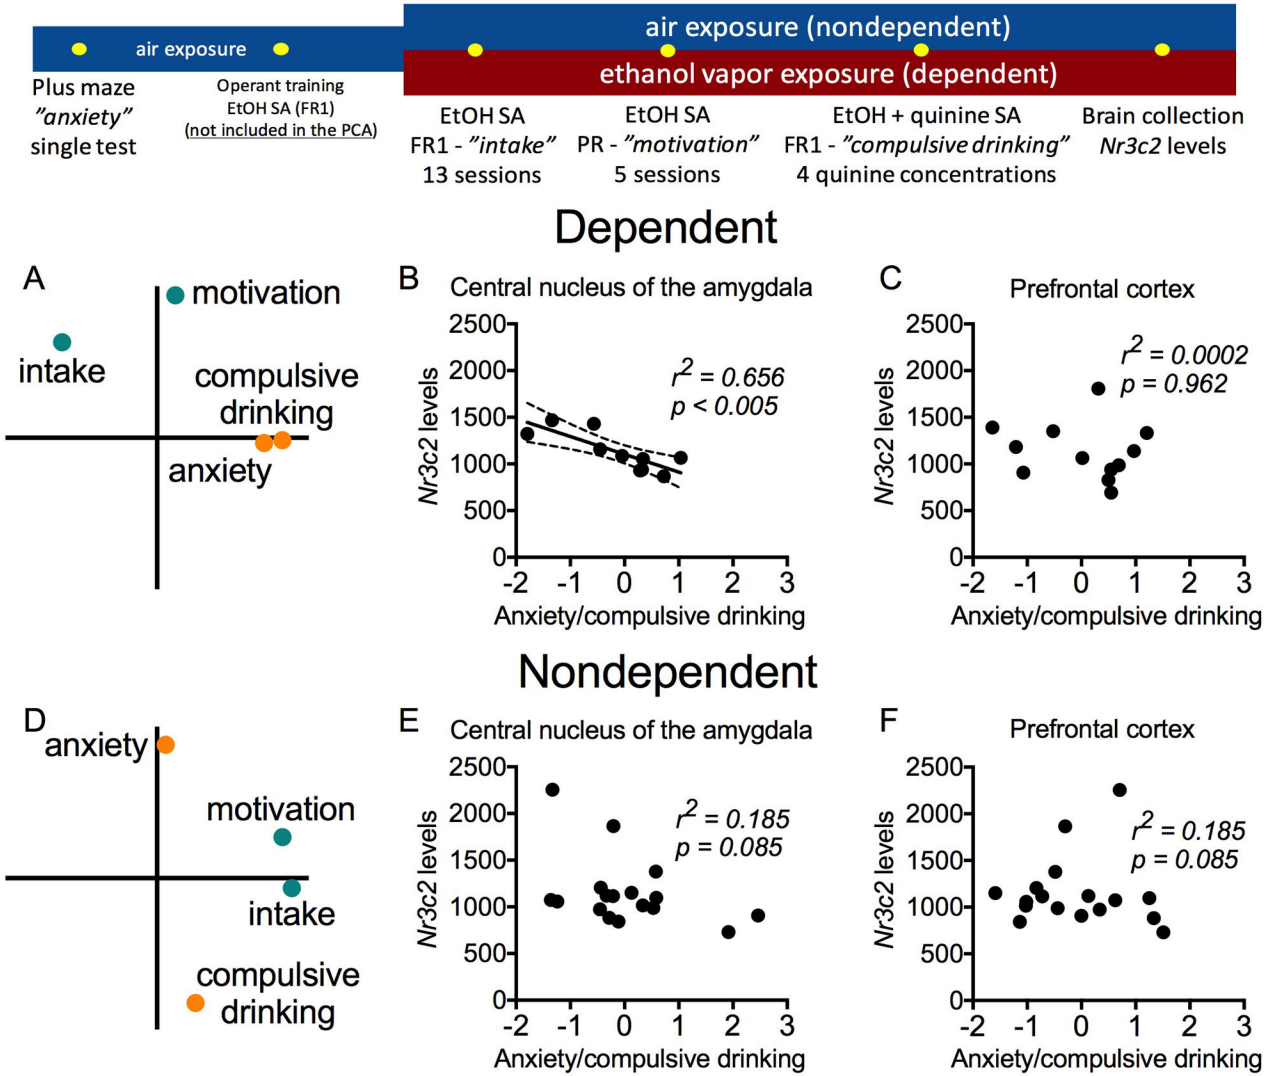 air exposure
air exposure (nondependent)
ethanol vapor exposure (dependent)
Plus maze
"anxiety"
single test
Operant training
EtOH SA (FR1)
(not included in the PCA)
EtOH SA
FR1 - "intake"
13 sessions
PR - "motivation"
EtOH SA
5 sessions
EtOH + quinine SA
FR1 - "compulsive drinking"
4 quinine concentrations
Brain collection
Nr3c2 levels
Dependent
A
motivation
intake
compulsive
drinking
anxiety
B
Central nucleus of the amygdala
2500
2000
1500
1000
500
0
Nr3c2 levels
r2 = 0.656
p < 0.005
-2 -1 0 1 2 3
Anxiety/compulsive drinking
C
Prefrontal cortex
2500
2000
1500
1000
500
0
Nr3c2 levels
r2 = 0.0002
p = 0.962
-2 -1 0 1 2 3
Anxiety/compulsive drinking
Nondependent
D
anxiety
motivation
intake
compulsive
drinking
E
Central nucleus of the amygdala
2500
2000
1500
1000
500
0
Nr3c2 levels
r2 = 0.185
p = 0.085
-2 -1 0 1 2 3
Anxiety/compulsive drinking
F
Prefrontal cortex
2500
2000
1500
1000
500
0
Nr3c2 levels
r2 = 0.185
p = 0.085
-2 -1 0 1 2 3
Anxiety/compulsive drinking